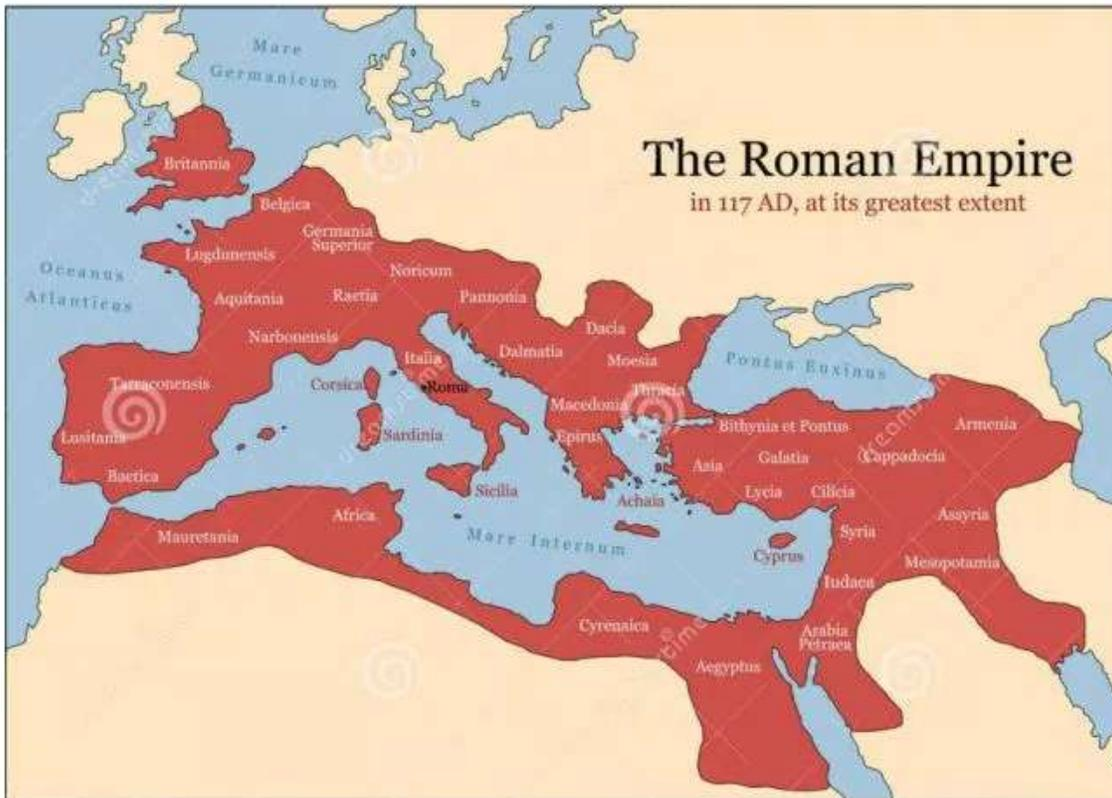 Mare
Germanicum
The Roman Empire
in 117 AD, at its greatest extent
Britannia
Belgica
Germania
Superior
Lugdunensis
Noricum
Oceanus
Atlanticus
Aquitania
Raetia
Pannonia
Narbonensis
Dacia
Italia
Dalmatia
Moesia
Pontus Euxinus
Tarraconensis
Corsica
Roma
Thracia
Macedonia
Lusitania
Sardinia
Epirus
Bithynia et Pontus
Armenia
Asia
Galatia
Cappadocia
Baetica
Sicilia
Achaia
Lycia
Cilicia
Mauretania
Africa
Mare Internum
Cyprus
Syria
Assyria
Mesopotamia
Iudaea
Cyrenaica
Arabia
Petraea
Aegyptus